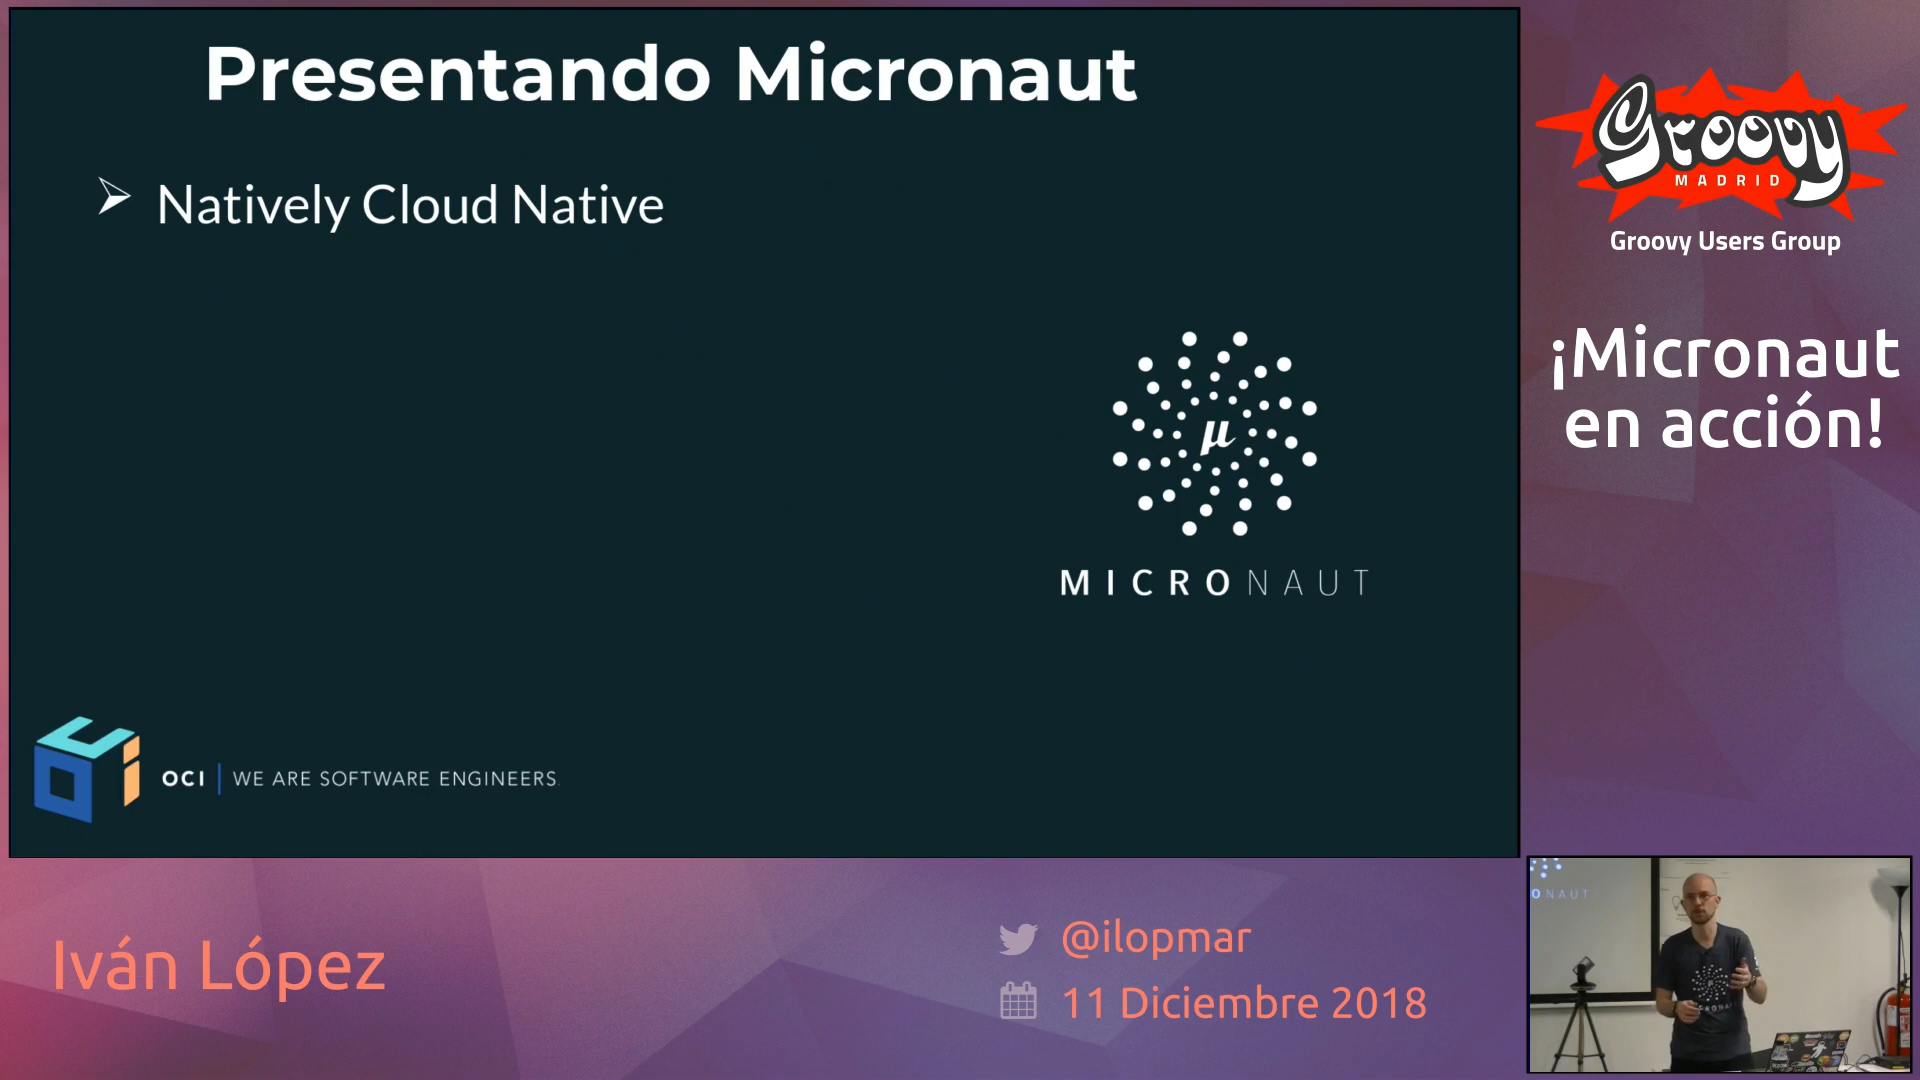 Presentando Micronaut
➢ Natively Cloud Native
µ
MICRONAUT
OCI | WE ARE SOFTWARE ENGINEERS.
Groovy
MADRID
Groovy Users Group
¡Micronaut
en acción!
Iván López
@ilopmar
11 Diciembre 2018
ONAUT